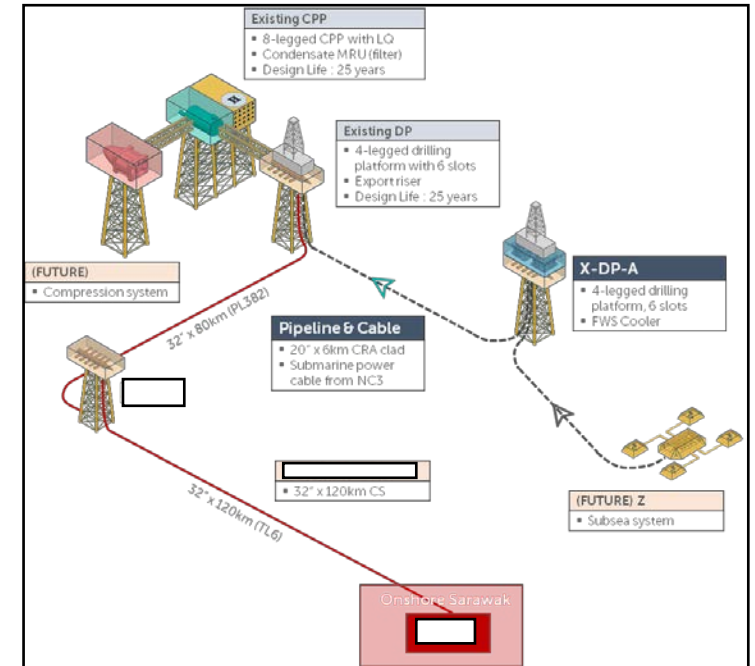 Existing CPP
▪ 8-legged CPP with LQ
▪ Condensate MRU (filter)
▪ Design Life : 25 years
Existing DP
▪ 4-legged drilling
platform with 6 slots
▪ Export riser
▪ Design Life : 25 years
(FUTURE)
▪ Compression system
X-DP-A
▪ 4-legged drilling
platform, 6 slots
▪ FWS Cooler
32" x 80km (PL382)
Pipeline & Cable
▪ 20" x 6km CRA clad
▪ Submarine power
cable from NC3
▪ 32" x 120km CS
(FUTURE) Z
▪ Subsea system
32" x 120km (TL6)
Onshore Sarawak